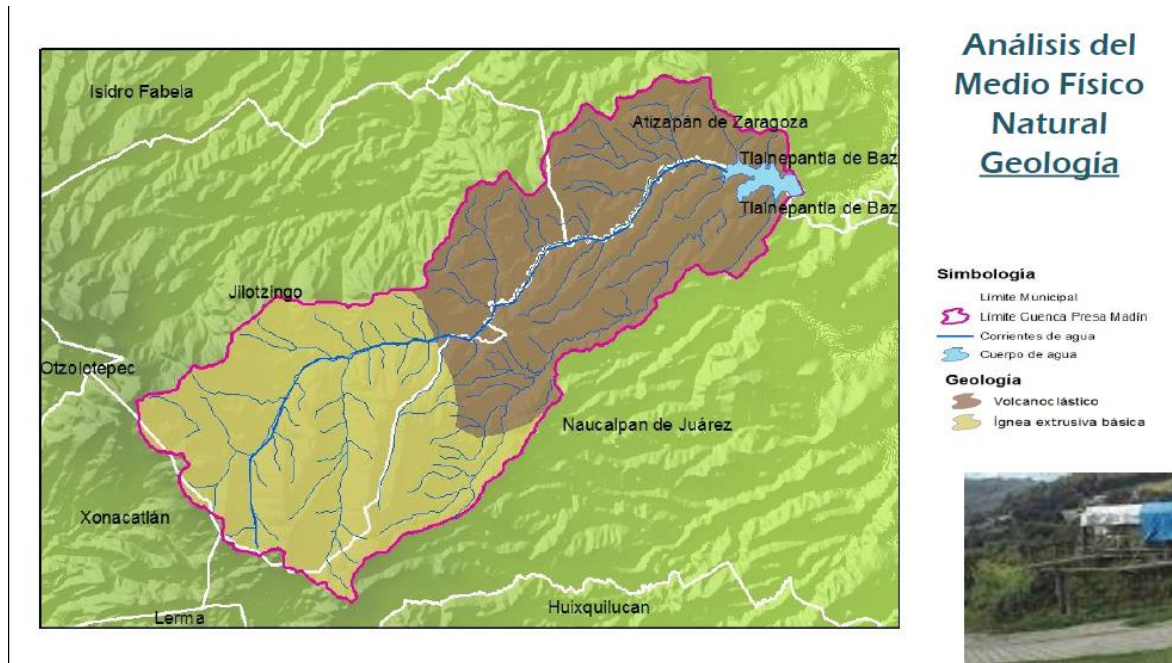 Análisis del
Medio Físico
Natural
Geología
Isidro Fabela
Atizapán de Zaragoza
Tlalnepantla de Baz
Tlalnepantla de Baz
Jilotzingo
Otzolotepec
Naucalpan de Juárez
Xonacatlán
Huixquilucan
Lerma
Simbología
Límite Municipal
Límite Cuenca Presa Madín
Corrientes de agua
Cuerpo de agua
Geología
Volcanoclástico
Ígnea extrusiva básica